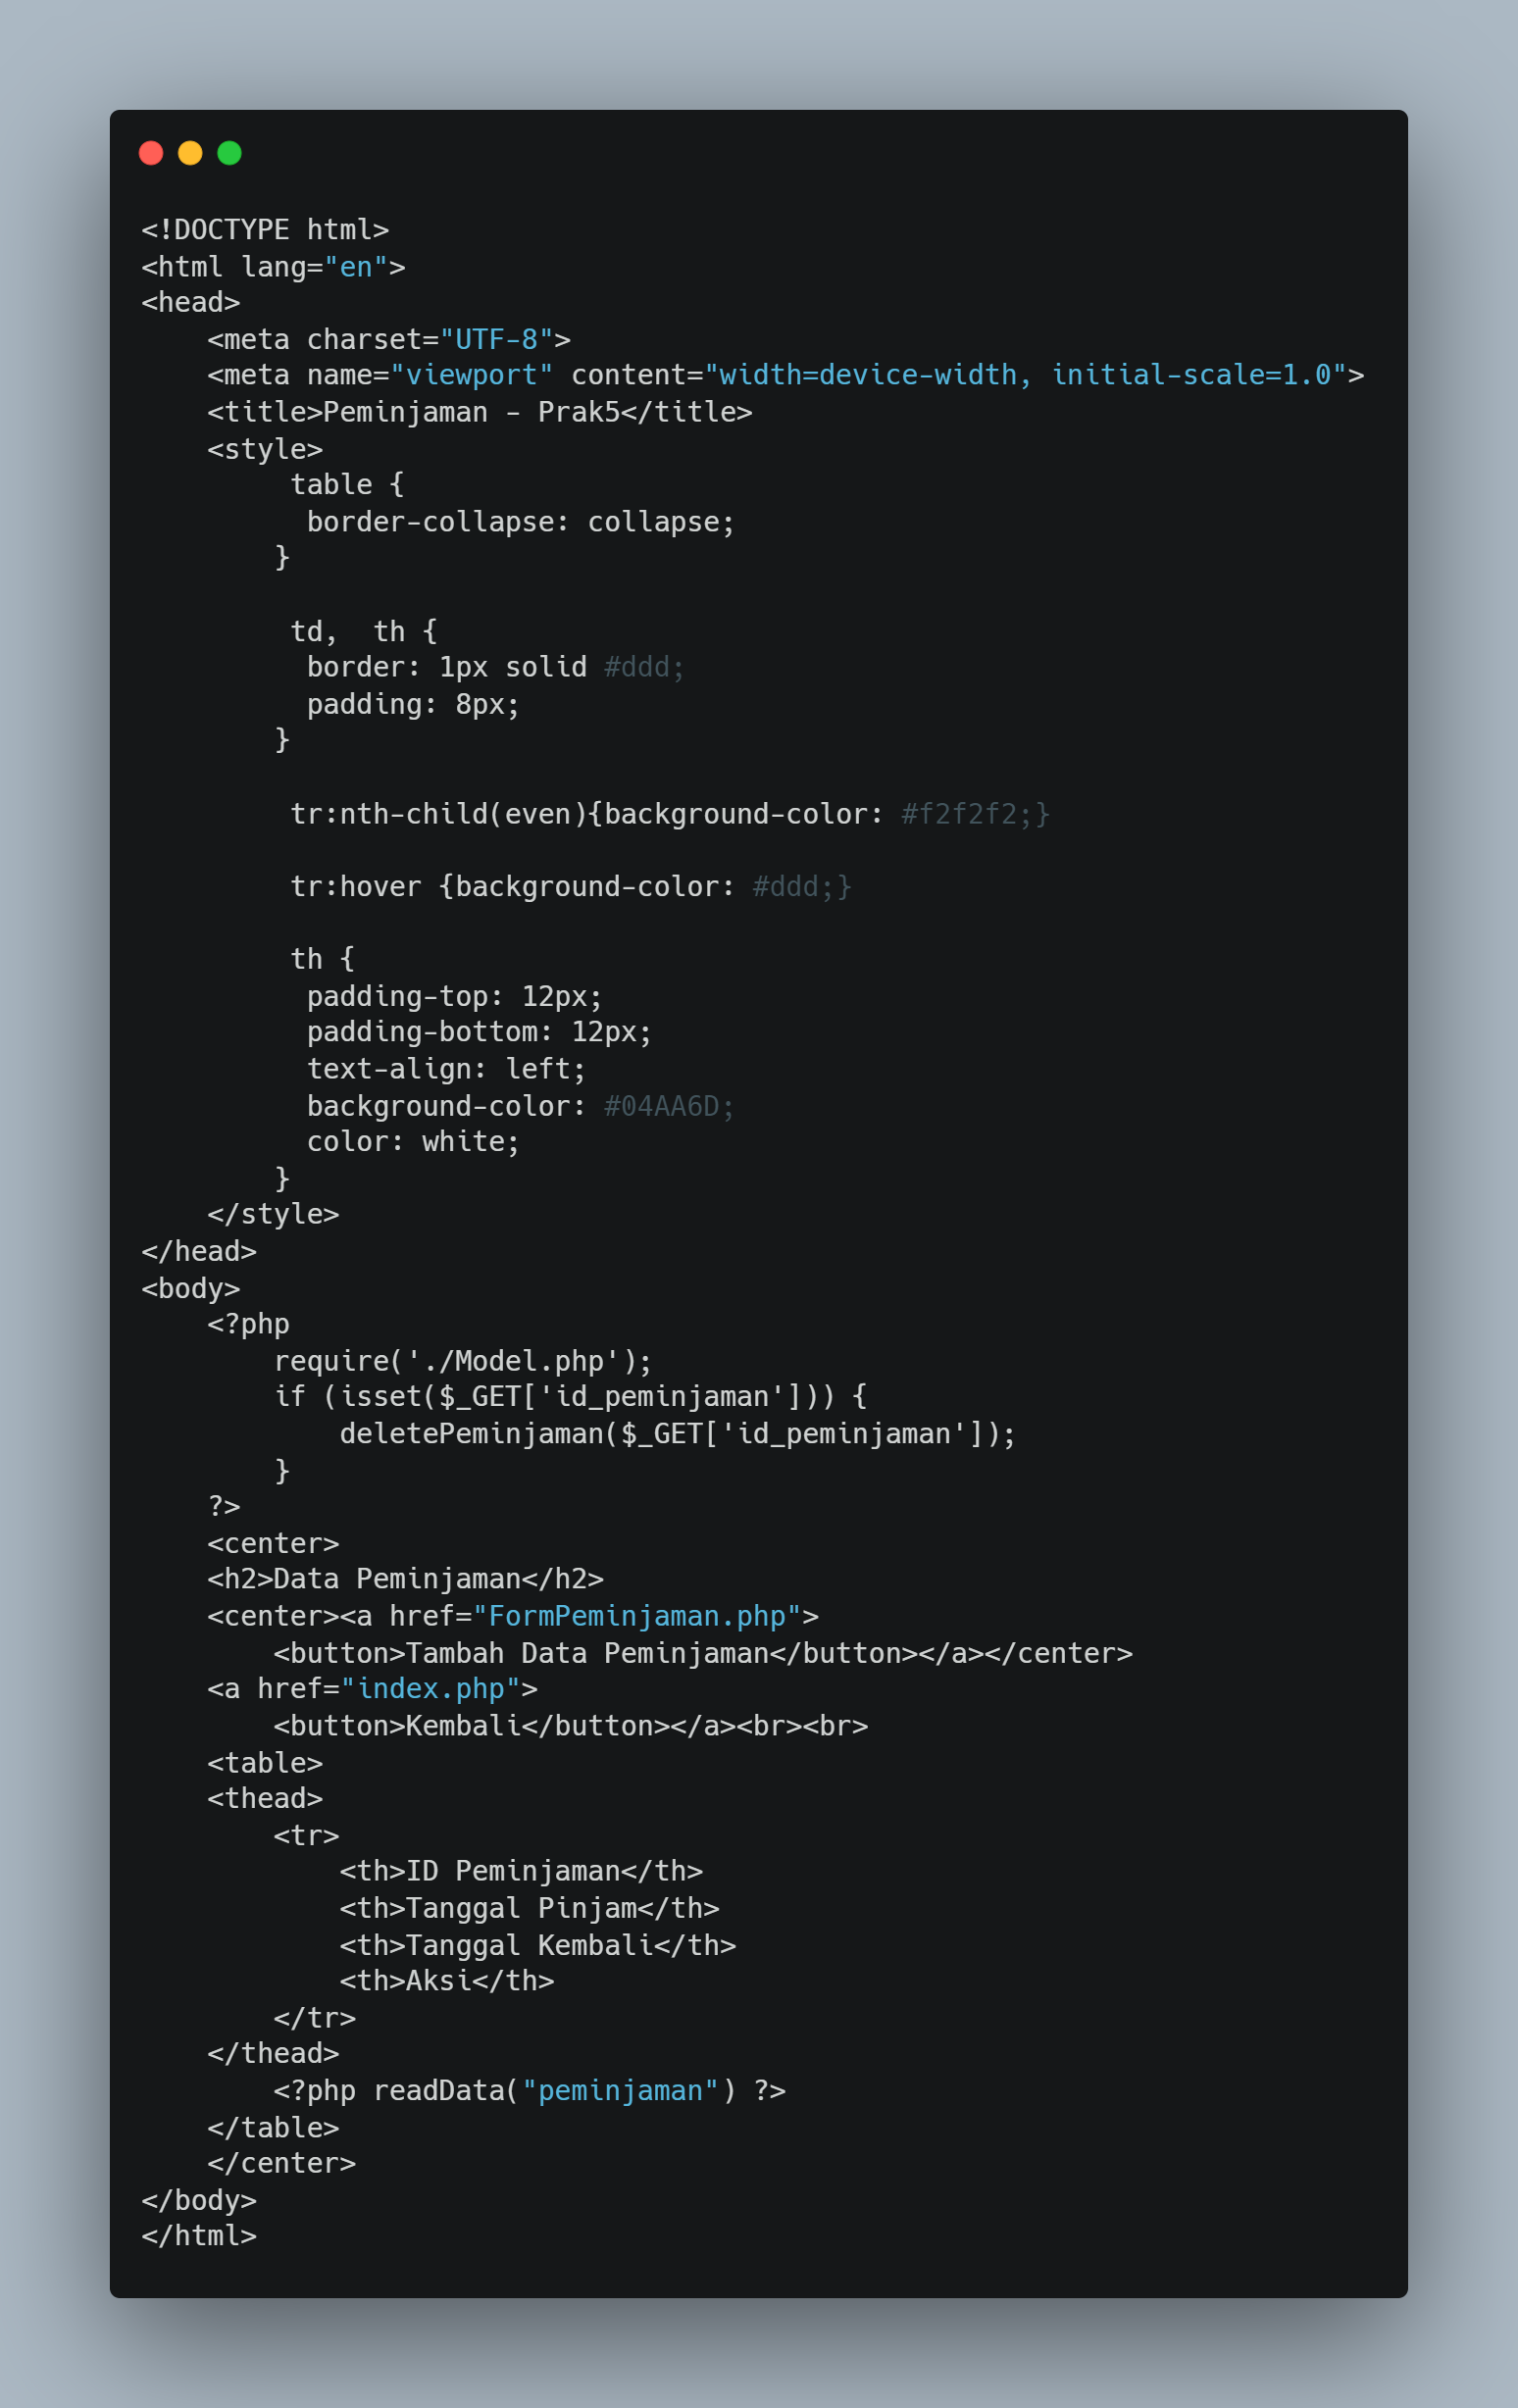 <!DOCTYPE html>
<html lang="en">
<head>
    <meta charset="UTF-8">
    <meta name="viewport" content="width=device-width, initial-scale=1.0">
    <title>Peminjaman - Prak5</title>
    <style>
         table {
          border-collapse: collapse;
        }

         td,  th {
          border: 1px solid #ddd;
          padding: 8px;
        }

         tr:nth-child(even){background-color: #f2f2f2;}

         tr:hover {background-color: #ddd;}

         th {
          padding-top: 12px;
          padding-bottom: 12px;
          text-align: left;
          background-color: #04AA6D;
          color: white;
        }
    </style>
</head>
<body>
    <?php
        require('./Model.php');
        if (isset($_GET['id_peminjaman'])) {
            deletePeminjaman($_GET['id_peminjaman']);
        }
    ?>
    <center>
    <h2>Data Peminjaman</h2>
    <center><a href="FormPeminjaman.php">
        <button>Tambah Data Peminjaman</button></a></center>
    <a href="index.php">
        <button>Kembali</button></a><br><br>
    <table>
    <thead>
        <tr>
            <th>ID Peminjaman</th>
            <th>Tanggal Pinjam</th>
            <th>Tanggal Kembali</th>
            <th>Aksi</th>
        </tr>
    </thead>
        <?php readData("peminjaman") ?>
    </table>
    </center>
</body>
</html>